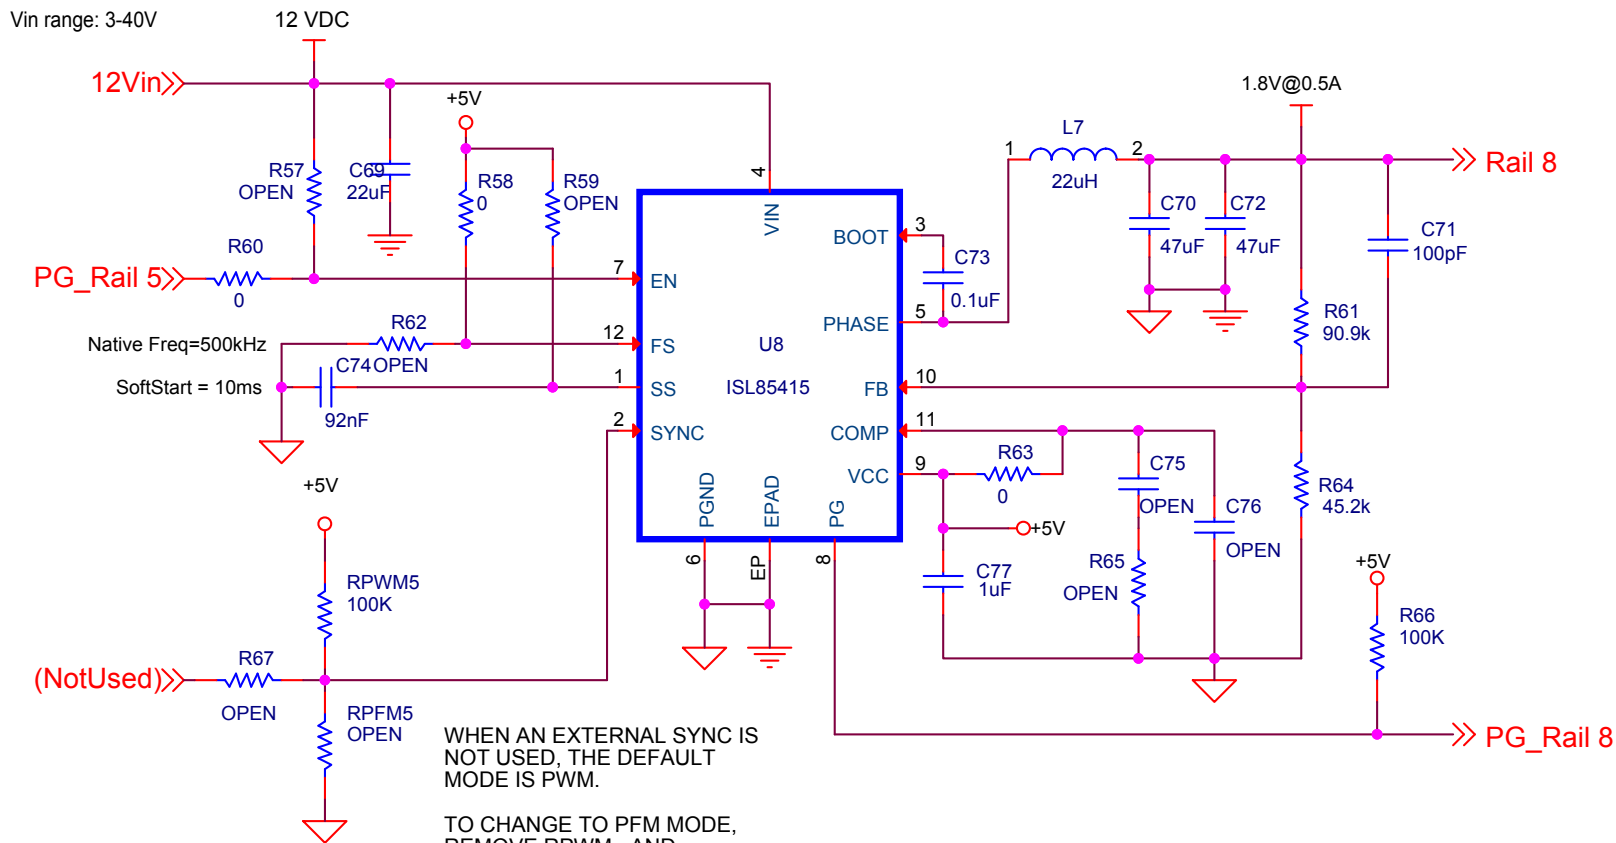 Vin range: 3-40V
12 VDC
12Vin
+5V
1.8V@0.5A
L7
1
2
22uH
Rail 8
R57
OPEN
C69
22uF
R58
0
R59
OPEN
4
VIN
BOOT
3
C73
0.1uF
C70
47uF
C72
47uF
C71
100pF
R60
0
PG_Rail 5
7
EN
PHASE
5
R61
90.9k
Native Freq=500kHz
R62
OPEN
12
FS
U8
SoftStart = 10ms
C74
92nF
1
SS
ISL85415
FB
10
2
SYNC
COMP
11
VCC
9
R63
0
C75
OPEN
C76
OPEN
R64
45.2k
+5V
PGND
EPAD
PG
6
EP
8
+5V
C77
1uF
R65
OPEN
+5V
R66
100K
RPWM5
100K
(NotUsed)
R67
OPEN
RPFM5
OPEN
PG_Rail 8
WHEN AN EXTERNAL SYNC IS
NOT USED, THE DEFAULT
MODE IS PWM.
TO CHANGE TO PFM MODE,